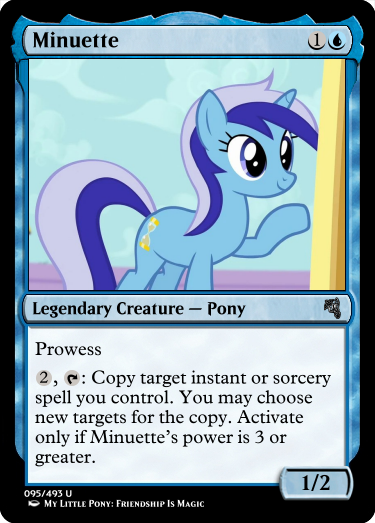 Minuette 1
Legendary Creature — Pony
Prowess
2, : Copy target instant or sorcery
spell you control. You may choose
new targets for the copy. Activate
only if Minuette's power is 3 or
greater.
1/2
095/493 U
My Little Pony: Friendship Is Magic